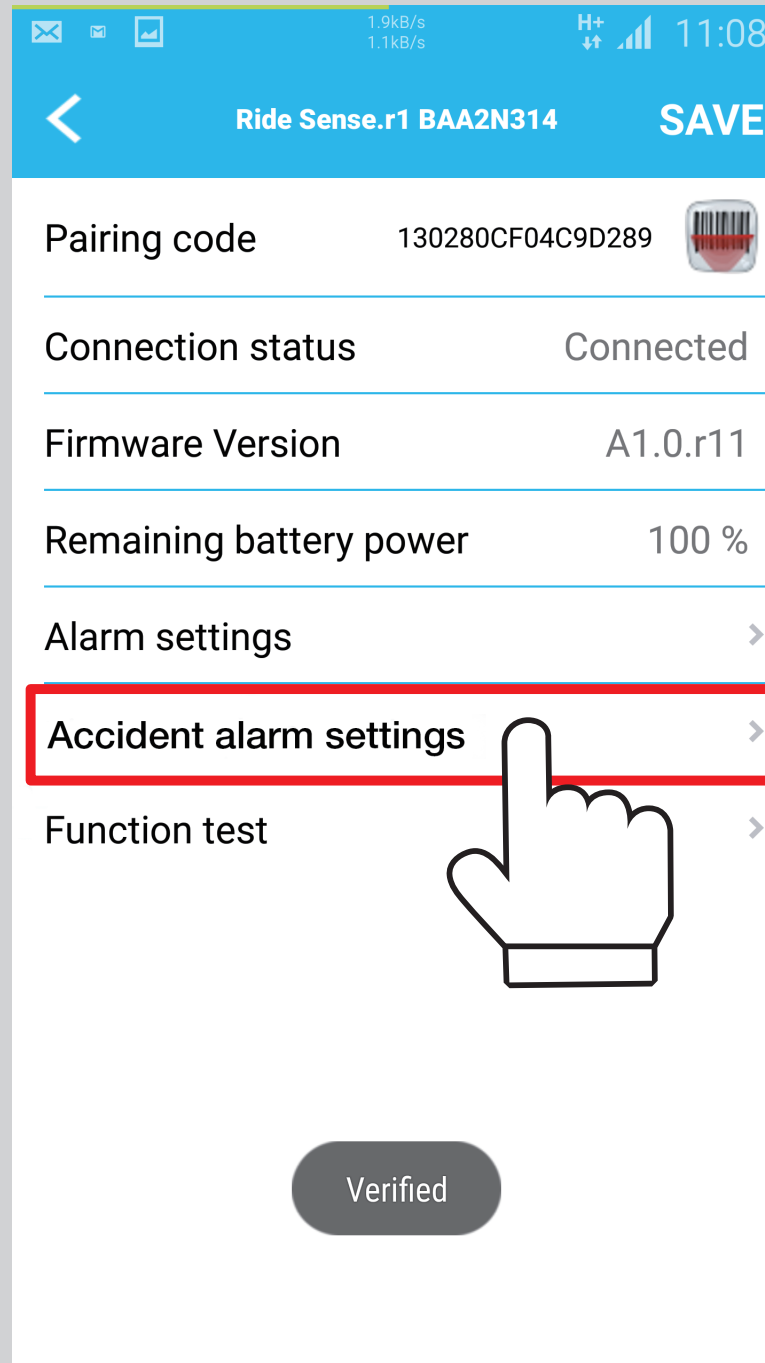 1.9kB/s
1.1kB/s
H+
11:08
Ride Sense.r1 BAA2N314
SAVE
Pairing code 130280CF04C9D289
Connection status Connected
Firmware Version A1.0.r11
Remaining battery power 100 %
Alarm settings
Accident alarm settings
Function test
Verified